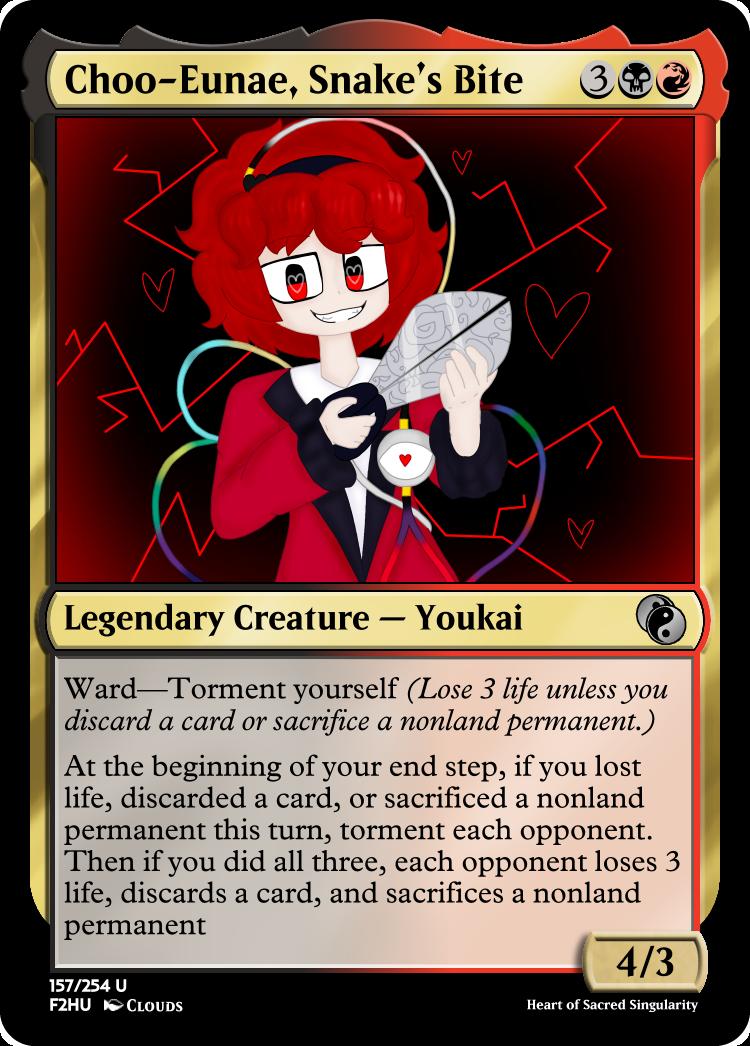 Choo-Eunae, Snake's Bite 3
Legendary Creature — Youkai
Ward—Torment yourself (Lose 3 life unless you
discard a card or sacrifice a nonland permanent.)
At the beginning of your end step, if you lost
life, discarded a card, or sacrificed a nonland
permanent this turn, torment each opponent.
Then if you did all three, each opponent loses 3
life, discards a card, and sacrifices a nonland
permanent
4/3
157/254 U
F2HU CLOUDS
Heart of Sacred Singularity